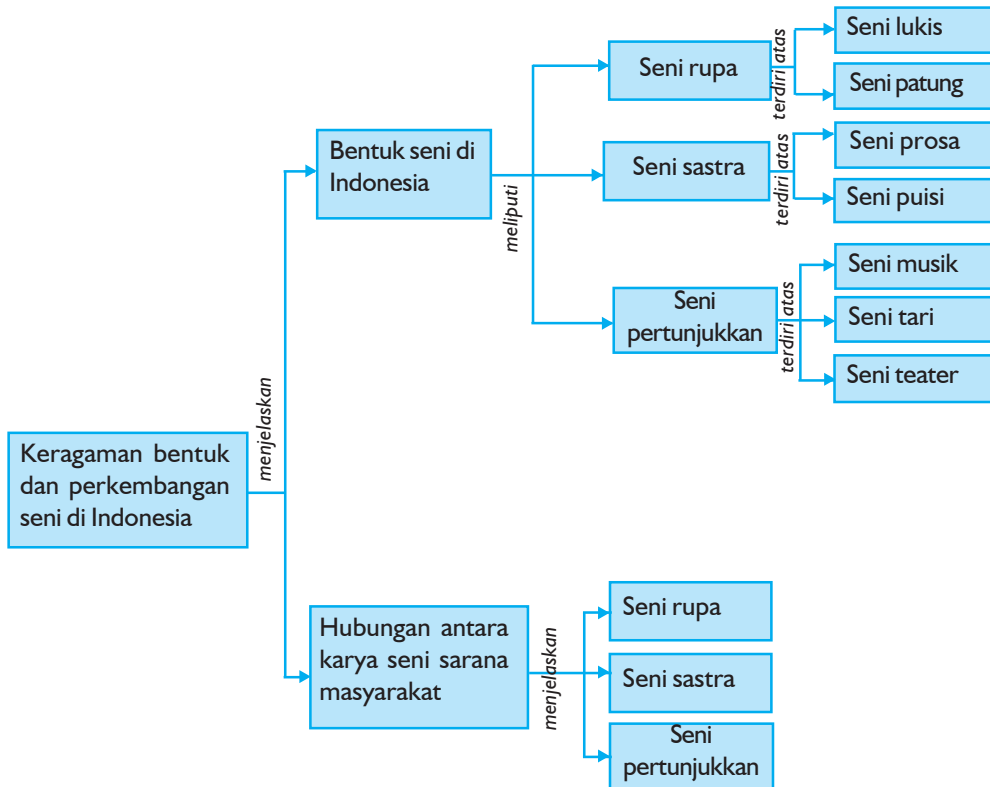 Keragaman bentuk
dan perkembangan
seni di Indonesia
menjelaskan
Bentuk seni di
Indonesia
meliputi
Seni rupa
terdiri atas
Seni lukis
Seni patung
Seni sastra
terdiri atas
Seni prosa
Seni puisi
Seni
pertunjukkan
terdiri atas
Seni musik
Seni tari
Seni teater
Hubungan antara
karya seni sarana
masyarakat
menjelaskan
Seni rupa
Seni sastra
Seni
pertunjukkan